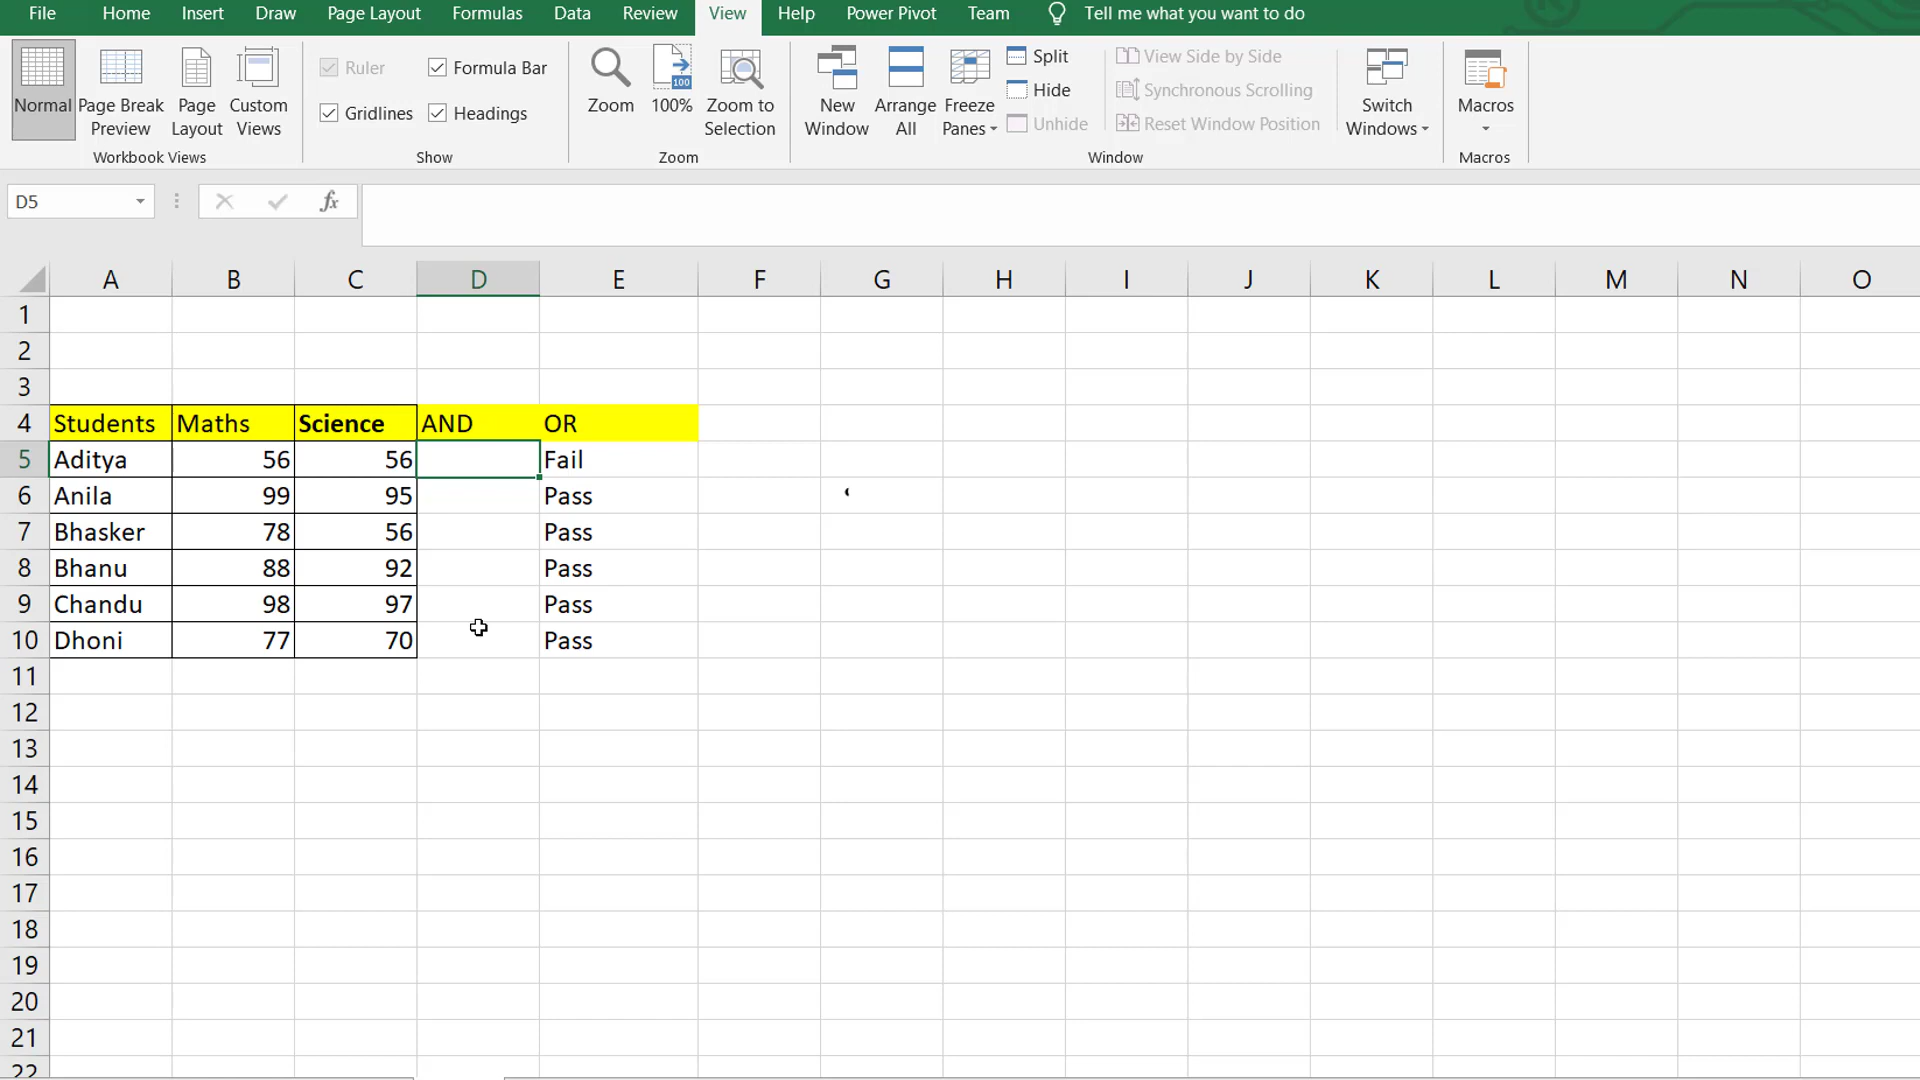 File Home Insert Draw Page Layout Formulas Data Review View Help Power Pivot Team Tell me what you want to do
Normal
Page Break Preview
Page Layout
Custom Views
Workbook Views
Ruler
Formula Bar
Gridlines
Headings
Show
Zoom
100
100%
Zoom to Selection
Zoom
New Window
Arrange All
Freeze Panes
Split
Hide
Unhide
View Side by Side
Synchronous Scrolling
Reset Window Position
Switch Windows
Window
Macros
Macros
D5 fx
A B C D E F G H I J K L M N O
1
2
3
4 Students Maths Science AND OR
5 Aditya 56 56 Fail
6 Anila 99 95 Pass
7 Bhasker 78 56 Pass
8 Bhanu 88 92 Pass
9 Chandu 98 97 Pass
10 Dhoni 77 70 Pass
11
12
13
14
15
16
17
18
19
20
21
22